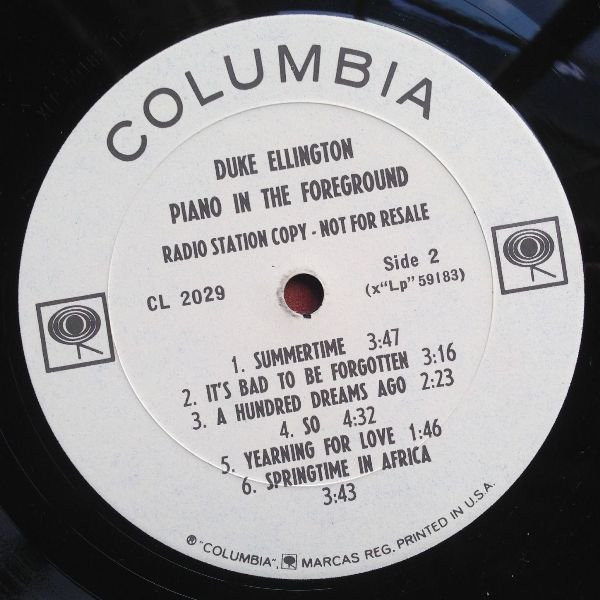 COLUMBIA
DUKE ELLINGTON
PIANO IN THE FOREGROUND
RADIO STATION COPY - NOT FOR RESALE
CL 2029
Side 2
(x"Lp" 59183)
1. SUMMERTIME 3:47
2. IT'S BAD TO BE FORGOTTEN 3:16
3. A HUNDRED DREAMS AGO 2:23
4. SO 4:32
5. YEARNING FOR LOVE 1:46
6. SPRINGTIME IN AFRICA
3:43
® "COLUMBIA", MARCAS REG. PRINTED IN U.S.A.